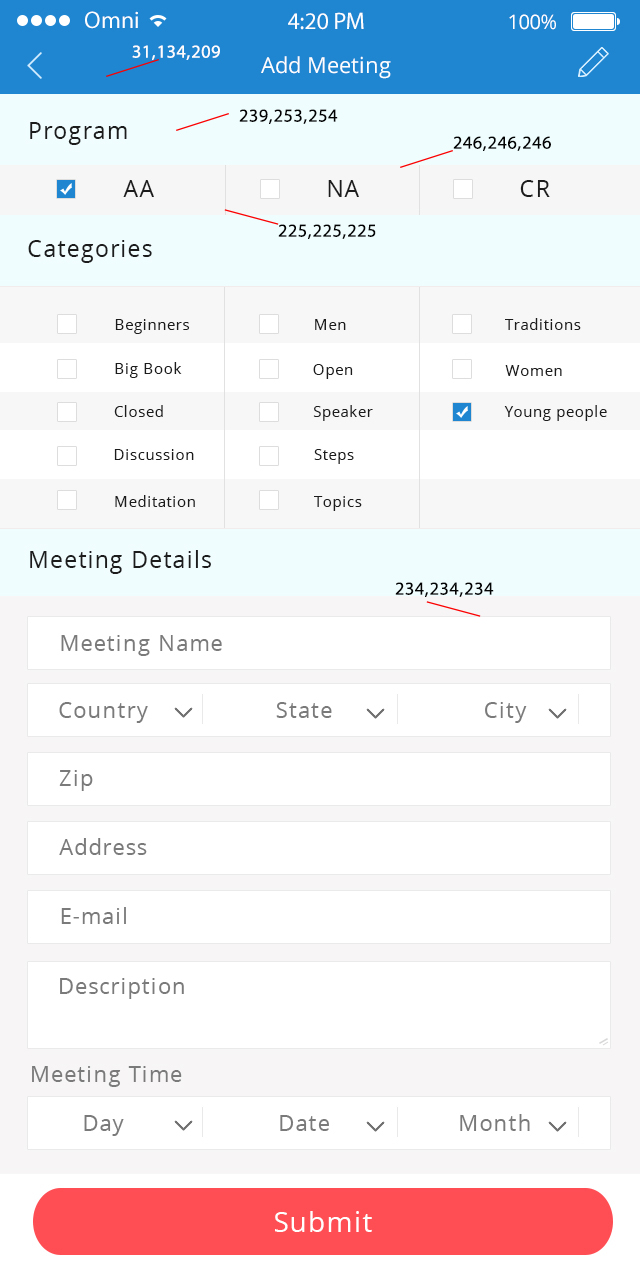 Omni 4:20 PM 100%
31,134,209
Add Meeting
239,253,254
Program
246,246,246
AA NA CR
225,225,225
Categories
Beginners Men Traditions
Big Book Open Women
Closed Speaker Young people
Discussion Steps
Meditation Topics
Meeting Details
234,234,234
Meeting Name
Country State City
Zip
Address
E-mail
Description
Meeting Time
Day Date Month
Submit